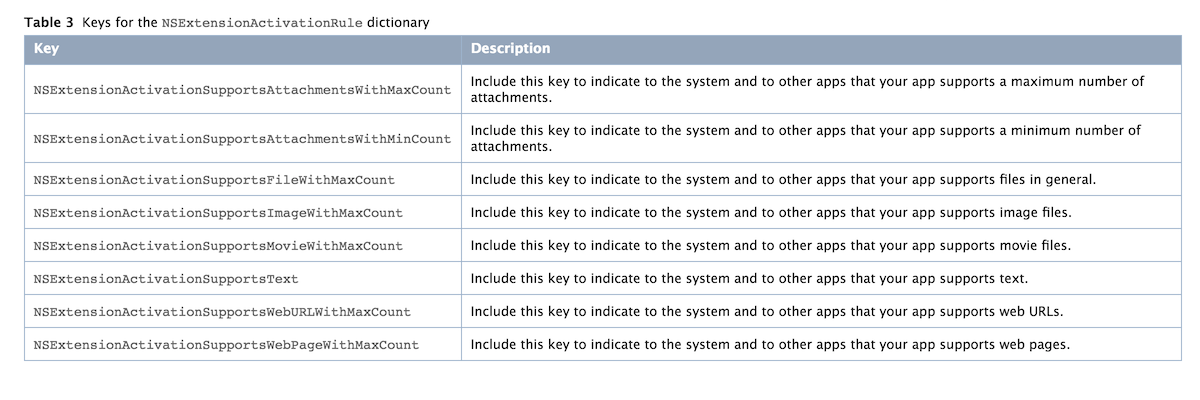 Table 3 Keys for the NSExtensionActivationRule dictionary
Key Description
NSExtensionActivationSupportsAttachmentsWithMaxCount Include this key to indicate to the system and to other apps that your app supports a maximum number of
attachments.
NSExtensionActivationSupportsAttachmentsWithMinCount Include this key to indicate to the system and to other apps that your app supports a minimum number of
attachments.
NSExtensionActivationSupportsFileWithMaxCount Include this key to indicate to the system and to other apps that your app supports files in general.
NSExtensionActivationSupportsImageWithMaxCount Include this key to indicate to the system and to other apps that your app supports image files.
NSExtensionActivationSupportsMovieWithMaxCount Include this key to indicate to the system and to other apps that your app supports movie files.
NSExtensionActivationSupportsText Include this key to indicate to the system and to other apps that your app supports text.
NSExtensionActivationSupportsWebURLWithMaxCount Include this key to indicate to the system and to other apps that your app supports web URLs.
NSExtensionActivationSupportsWebPageWithMaxCount Include this key to indicate to the system and to other apps that your app supports web pages.